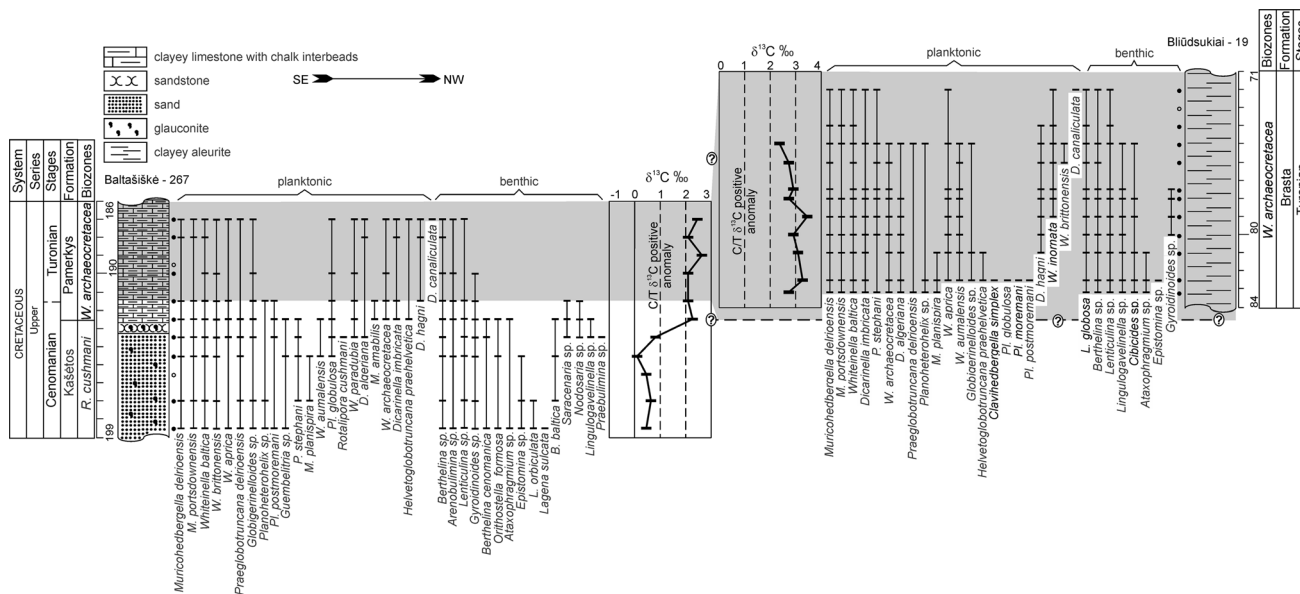 clayey limestone with chalk interbeads
sandstone
sand
glauconite
clayey aleurite
SE
NW
System
Series
Stages
Formation
Biozones
Baltašiškė - 267
planktonic
benthic
δ13C ‰
-1 0 1 2 3
CRETACEOUS
Upper
Cenomanian
Turonian
Kašėtos
Pamerkys
R. cushmani
W. archaeocretacea
186
190
199
C/T δ13C positive
anomaly
Muricohedbergella delrioensis
M. portsdownensis
Whiteinella baltica
W. brittonensis
W. aprica
Praeglobotruncana delrioensis
Globigerinelloides sp.
Planoheterohelix sp.
Pl. postmoremani
Guembelitria sp.
P. stephani
M. planispira
W. aumalensis
Pl. globulosa
Rotalipora cushmani
W. paradubia
D. algeriana
M. amabilis
W. archaeocretacea
Dicarinella imbricata
Helvetoglobotruncana praehelvetica
D. hagni
D. canaliculata
Berthelina sp.
Arenobulimina sp.
Lenticulina sp.
Gyroidinoides sp.
Berthelina cenomanica
Orithostella formosa
Ataxophragmium sp.
Epistomina sp.
L. orbiculata
Lagena sulcata
B. baltica
Saracenaria sp.
Nodosaria sp.
Lingulogavelinella sp.
Praebulimina sp.
?
?
δ13C ‰
0 1 2 3 4
C/T δ13C positive
anomaly
planktonic
benthic
Bliūdsukiai - 19
Biozones
Formation
71
80
84
W. archaeocretacea
Brasta
Turonian
Muricohedbergella delrioensis
M. portsdownensis
Whiteinella baltica
Dicarinella imbricata
P. stephani
W. archaeocretacea
D. algeriana
Praeglobotruncana delrioensis
Planoheterohelix sp.
M. planispira
W. aprica
W. aumalensis
Globigerinelloides sp.
Helvetoglobotruncana praehelvetica
Clavihedbergella simplex
Pl. globulosa
Pl. moremani
Pl. postmoremani
D. hagni
W. inornata
W. brittonensis
D. canaliculata
L. globosa
Berthelina sp.
Lenticulina sp.
Lingulogavelinella sp.
Cibicides sp.
Ataxophragmium sp.
Epistomina sp.
Gyroidinoides sp.
?
?